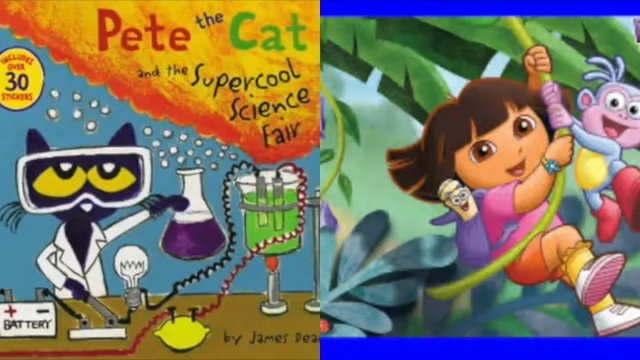 Pete the Cat
and the Supercool
Science
Fair
INCLUDES
OVER
30
STICKERS
+ -
BATTERY
by James Dea